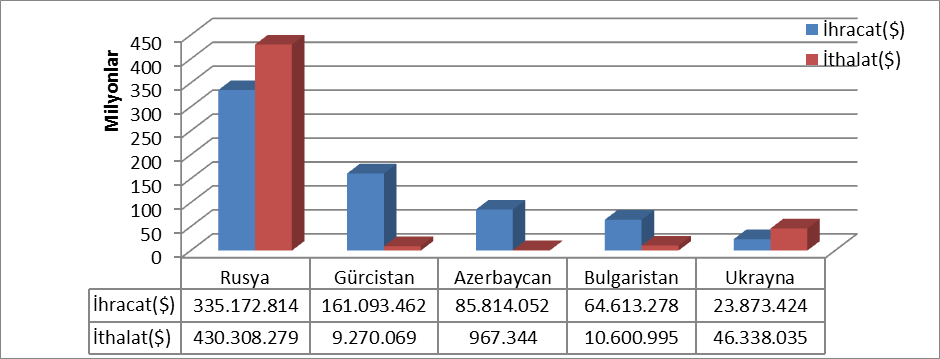 İhracat($)
İthalat($)
Milyonlar
450
400
350
300
250
200
150
100
50
0
Rusya Gürcistan Azerbaycan Bulgaristan Ukrayna
İhracat($) 335.172.814 161.093.462 85.814.052 64.613.278 23.873.424
İthalat($) 430.308.279 9.270.069 967.344 10.600.995 46.338.035